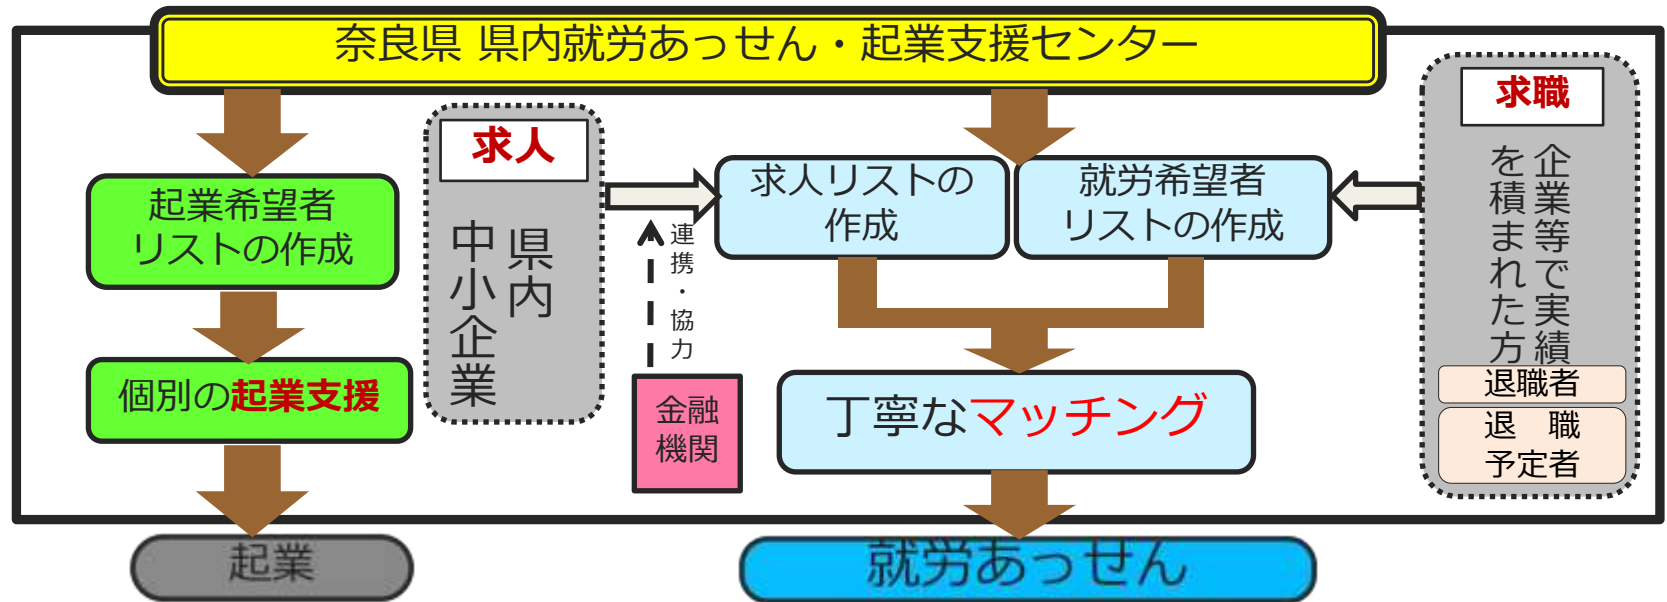 奈良県 県内就労あっせん・起業支援センター
起業希望者
リストの作成
個別の起業支援
起業
求人
県内
中小企業
連携・協力
金融
機関
求人リストの
作成
就労希望者
リストの作成
丁寧なマッチング
就労あっせん
求職
企業等で実績
を積まれた方
退職者
退　職
予定者